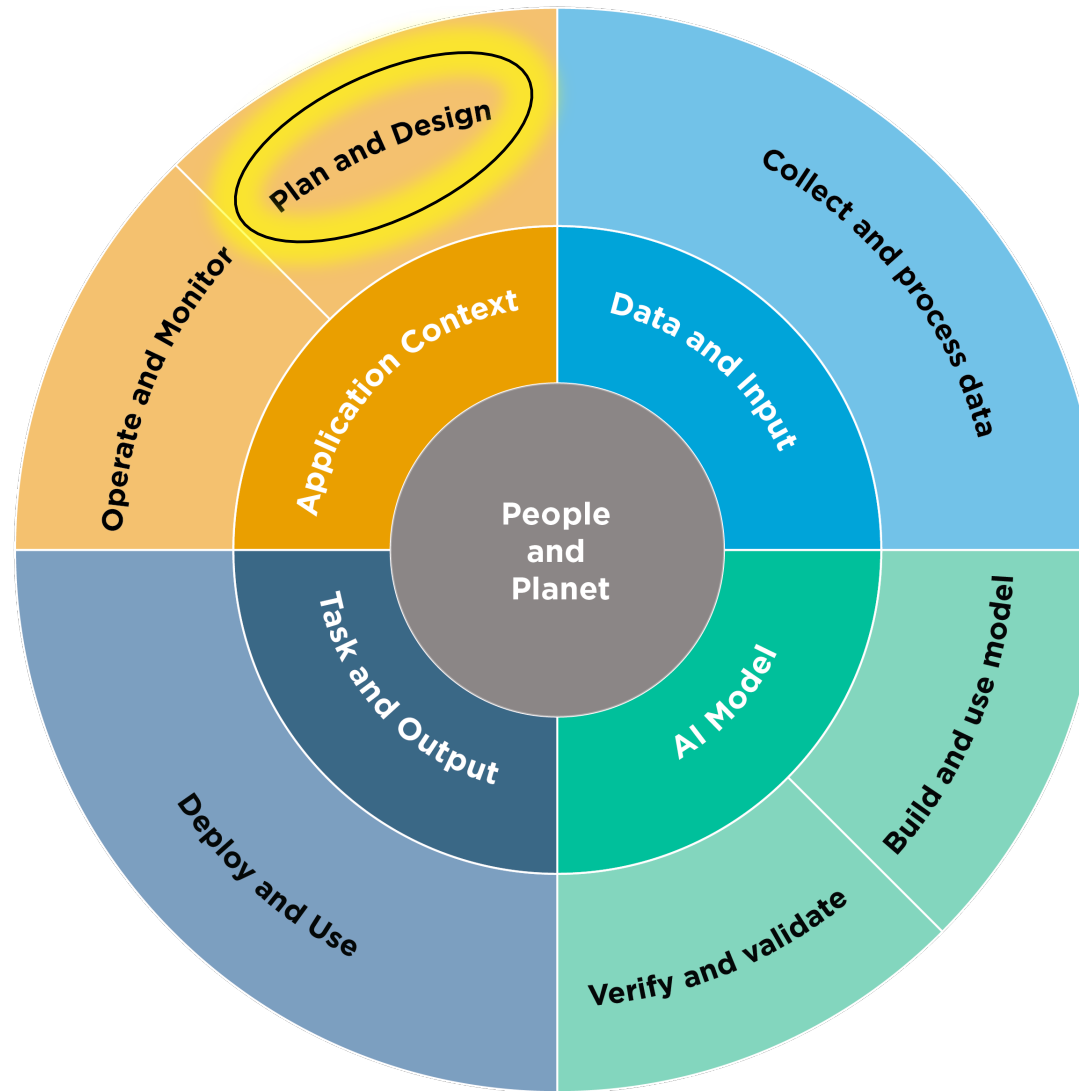 Plan and Design
Collect and process data
Operate and Monitor
Application Context
Data and Input
People
and
Planet
Task and Output
AI Model
Build and use model
Deploy and Use
Verify and validate